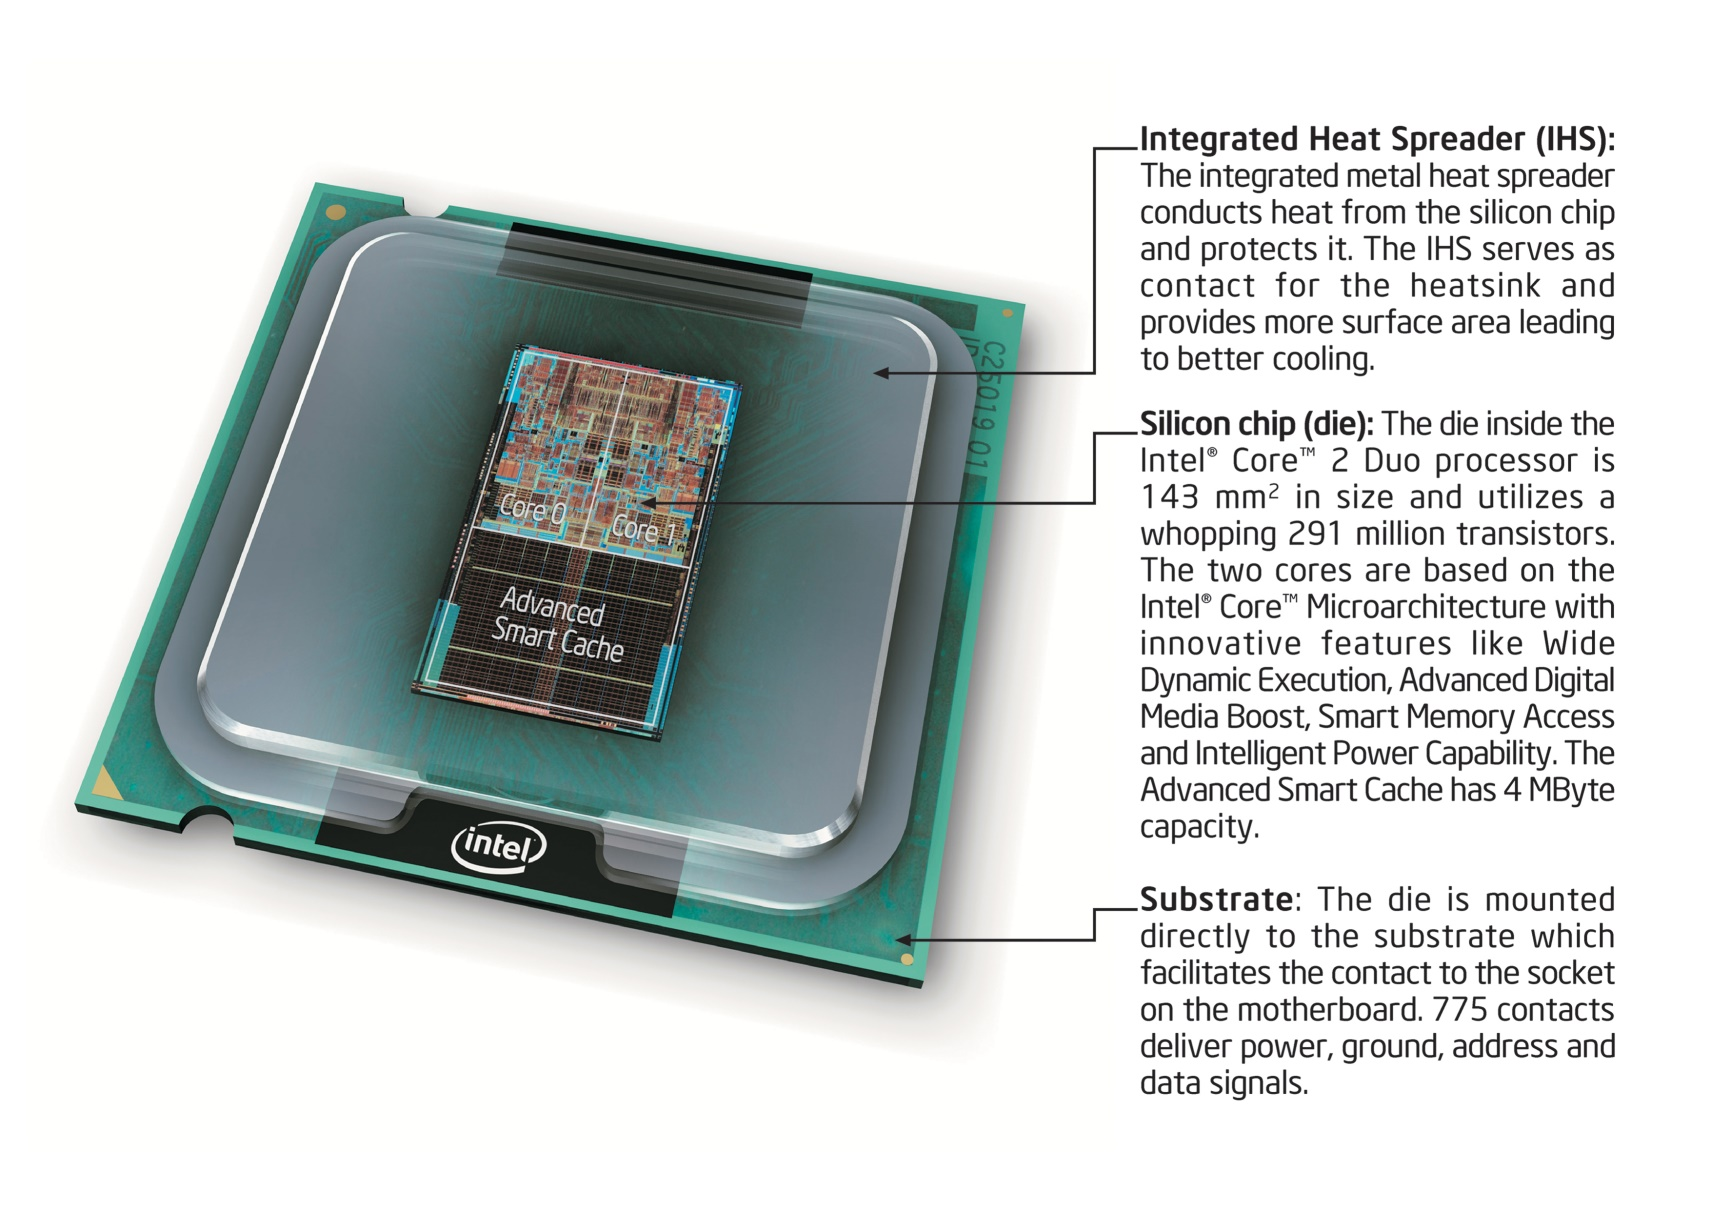 Integrated Heat Spreader (IHS):
The integrated metal heat spreader
conducts heat from the silicon chip
and protects it. The IHS serves as
contact for the heatsink and
provides more surface area leading
to better cooling.
C25019 01
Silicon chip (die): The die inside the
Intel® Core™ 2 Duo processor is
143 mm² in size and utilizes a
whopping 291 million transistors.
The two cores are based on the
Intel® Core™ Microarchitecture with
innovative features like Wide
Dynamic Execution, Advanced Digital
Media Boost, Smart Memory Access
and Intelligent Power Capability. The
Advanced Smart Cache has 4 MByte
capacity.
Core 0
Core 1
Advanced
Smart Cache
intel
Substrate: The die is mounted
directly to the substrate which
facilitates the contact to the socket
on the motherboard. 775 contacts
deliver power, ground, address and
data signals.